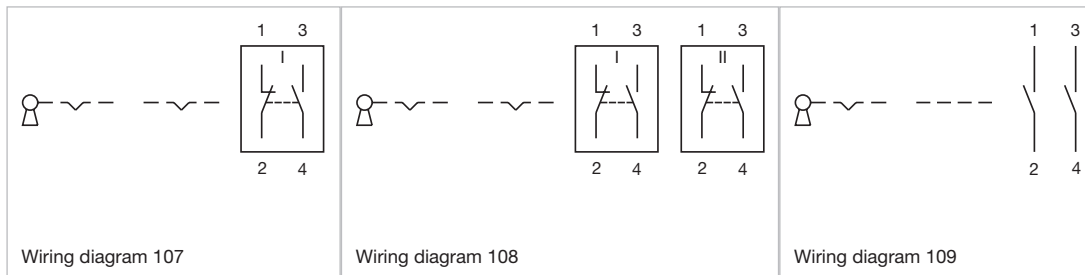 1 3
I
2 4
Wiring diagram 107
1 3 1 3
I II
2 4 2 4
Wiring diagram 108
1 3
2 4
Wiring diagram 109